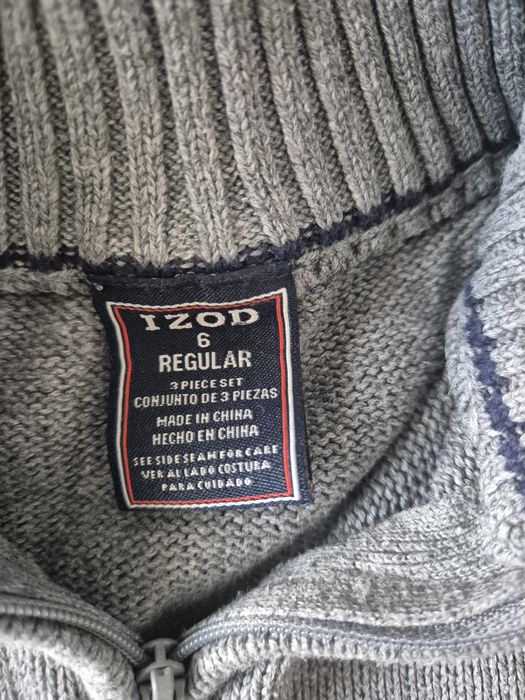 IZOD
6
REGULAR
3 PIECE SET
CONJUNTO DE 3 PIEZAS
MADE IN CHINA
HECHO EN CHINA
SEE SIDE SEAM FOR CARE
VER AL LADO COSTURA
PARA CUIDADO